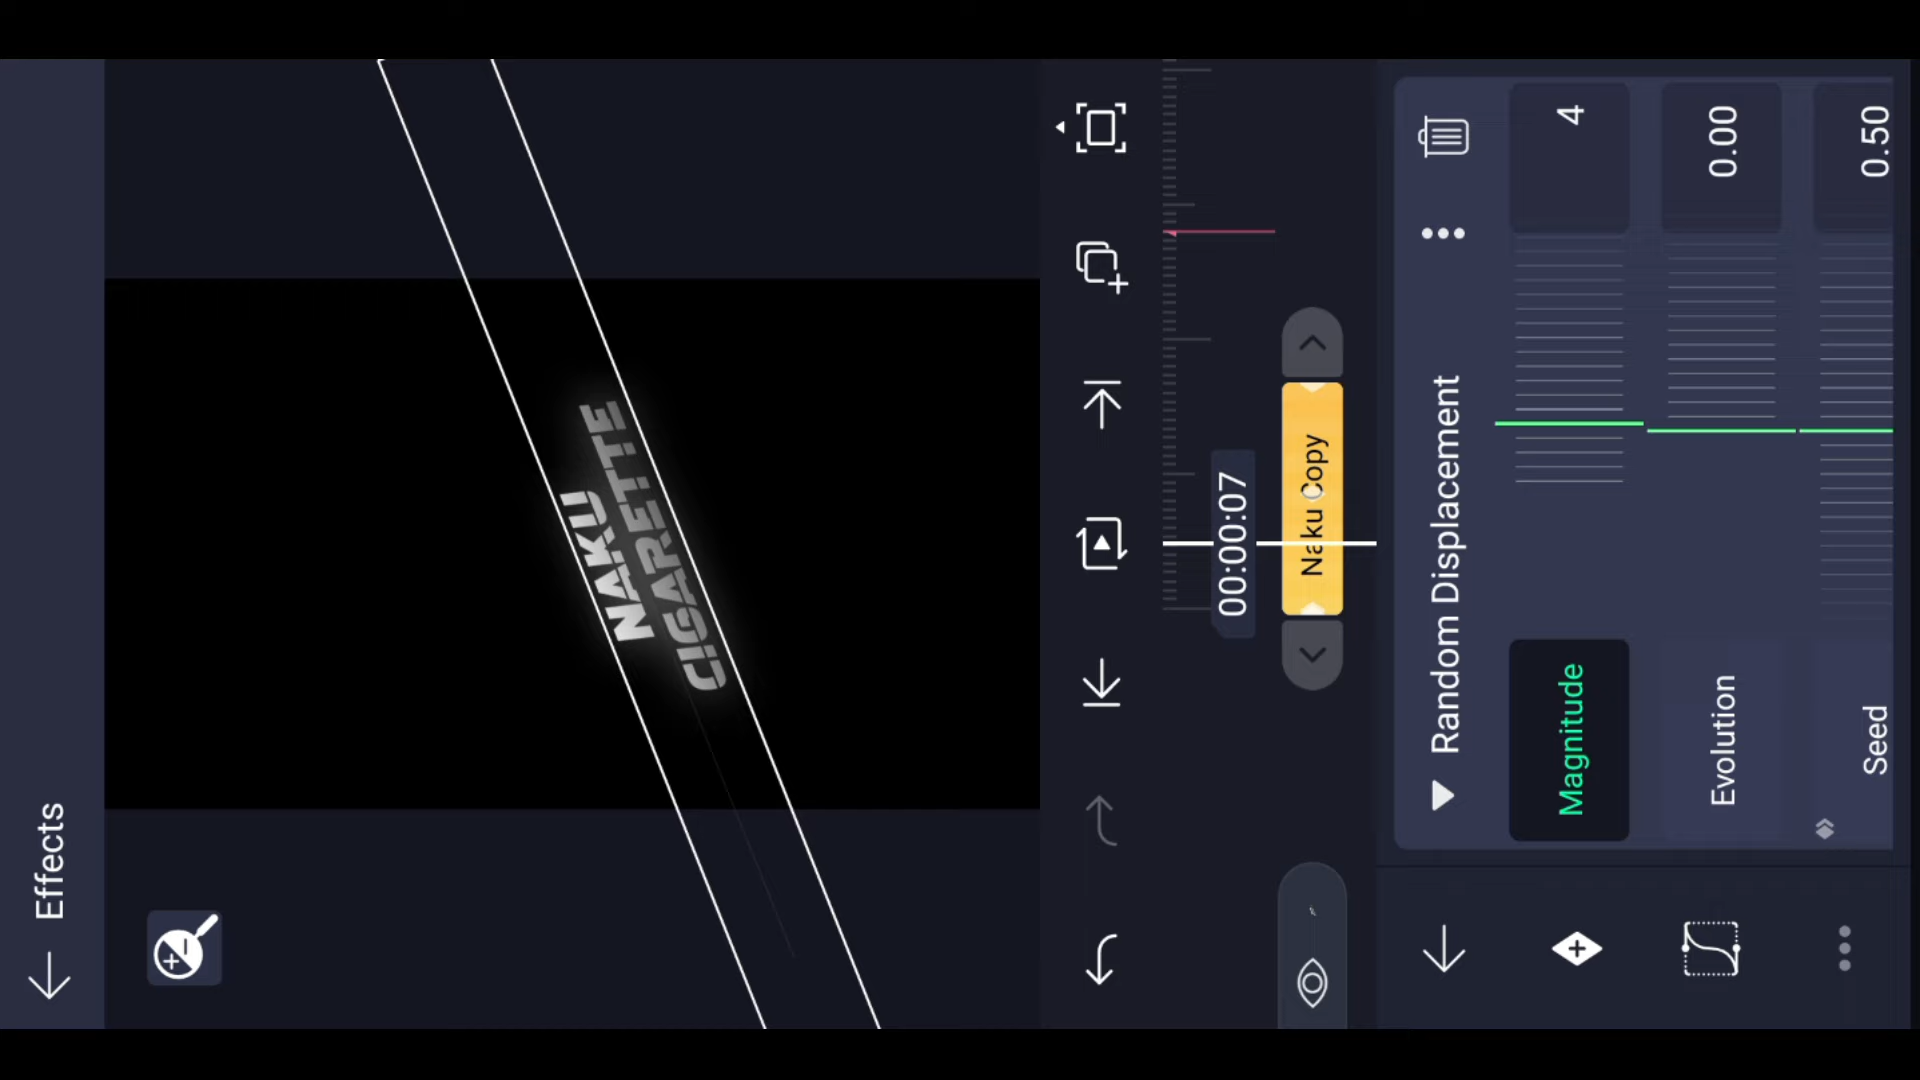 Effects
NAKU
CIGARETTE
00:00:07
Naku Copy
Random Displacement
Magnitude 4
Evolution 0.00
Seed 0.50